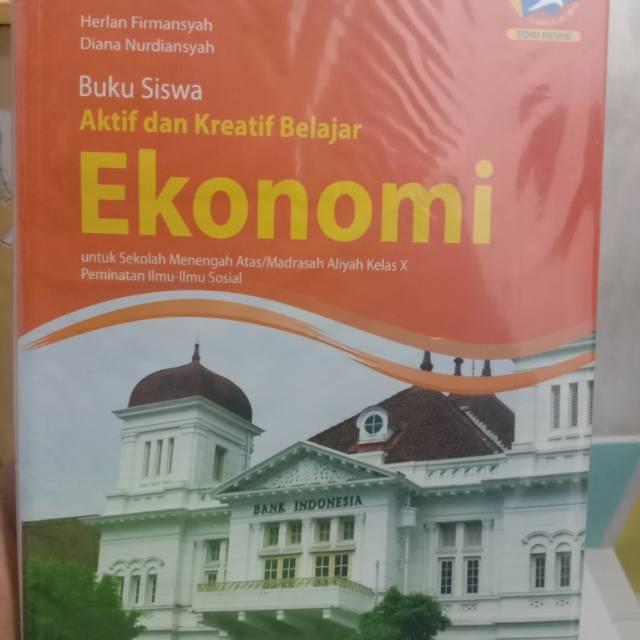 Herlan Firmansyah
Diana Nurdiansyah
EDISI REVISI
Buku Siswa
Aktif dan Kreatif Belajar
Ekonomi
untuk Sekolah Menengah Atas/Madrasah Aliyah Kelas X
Peminatan Ilmu-Ilmu Sosial
BANK INDONESIA